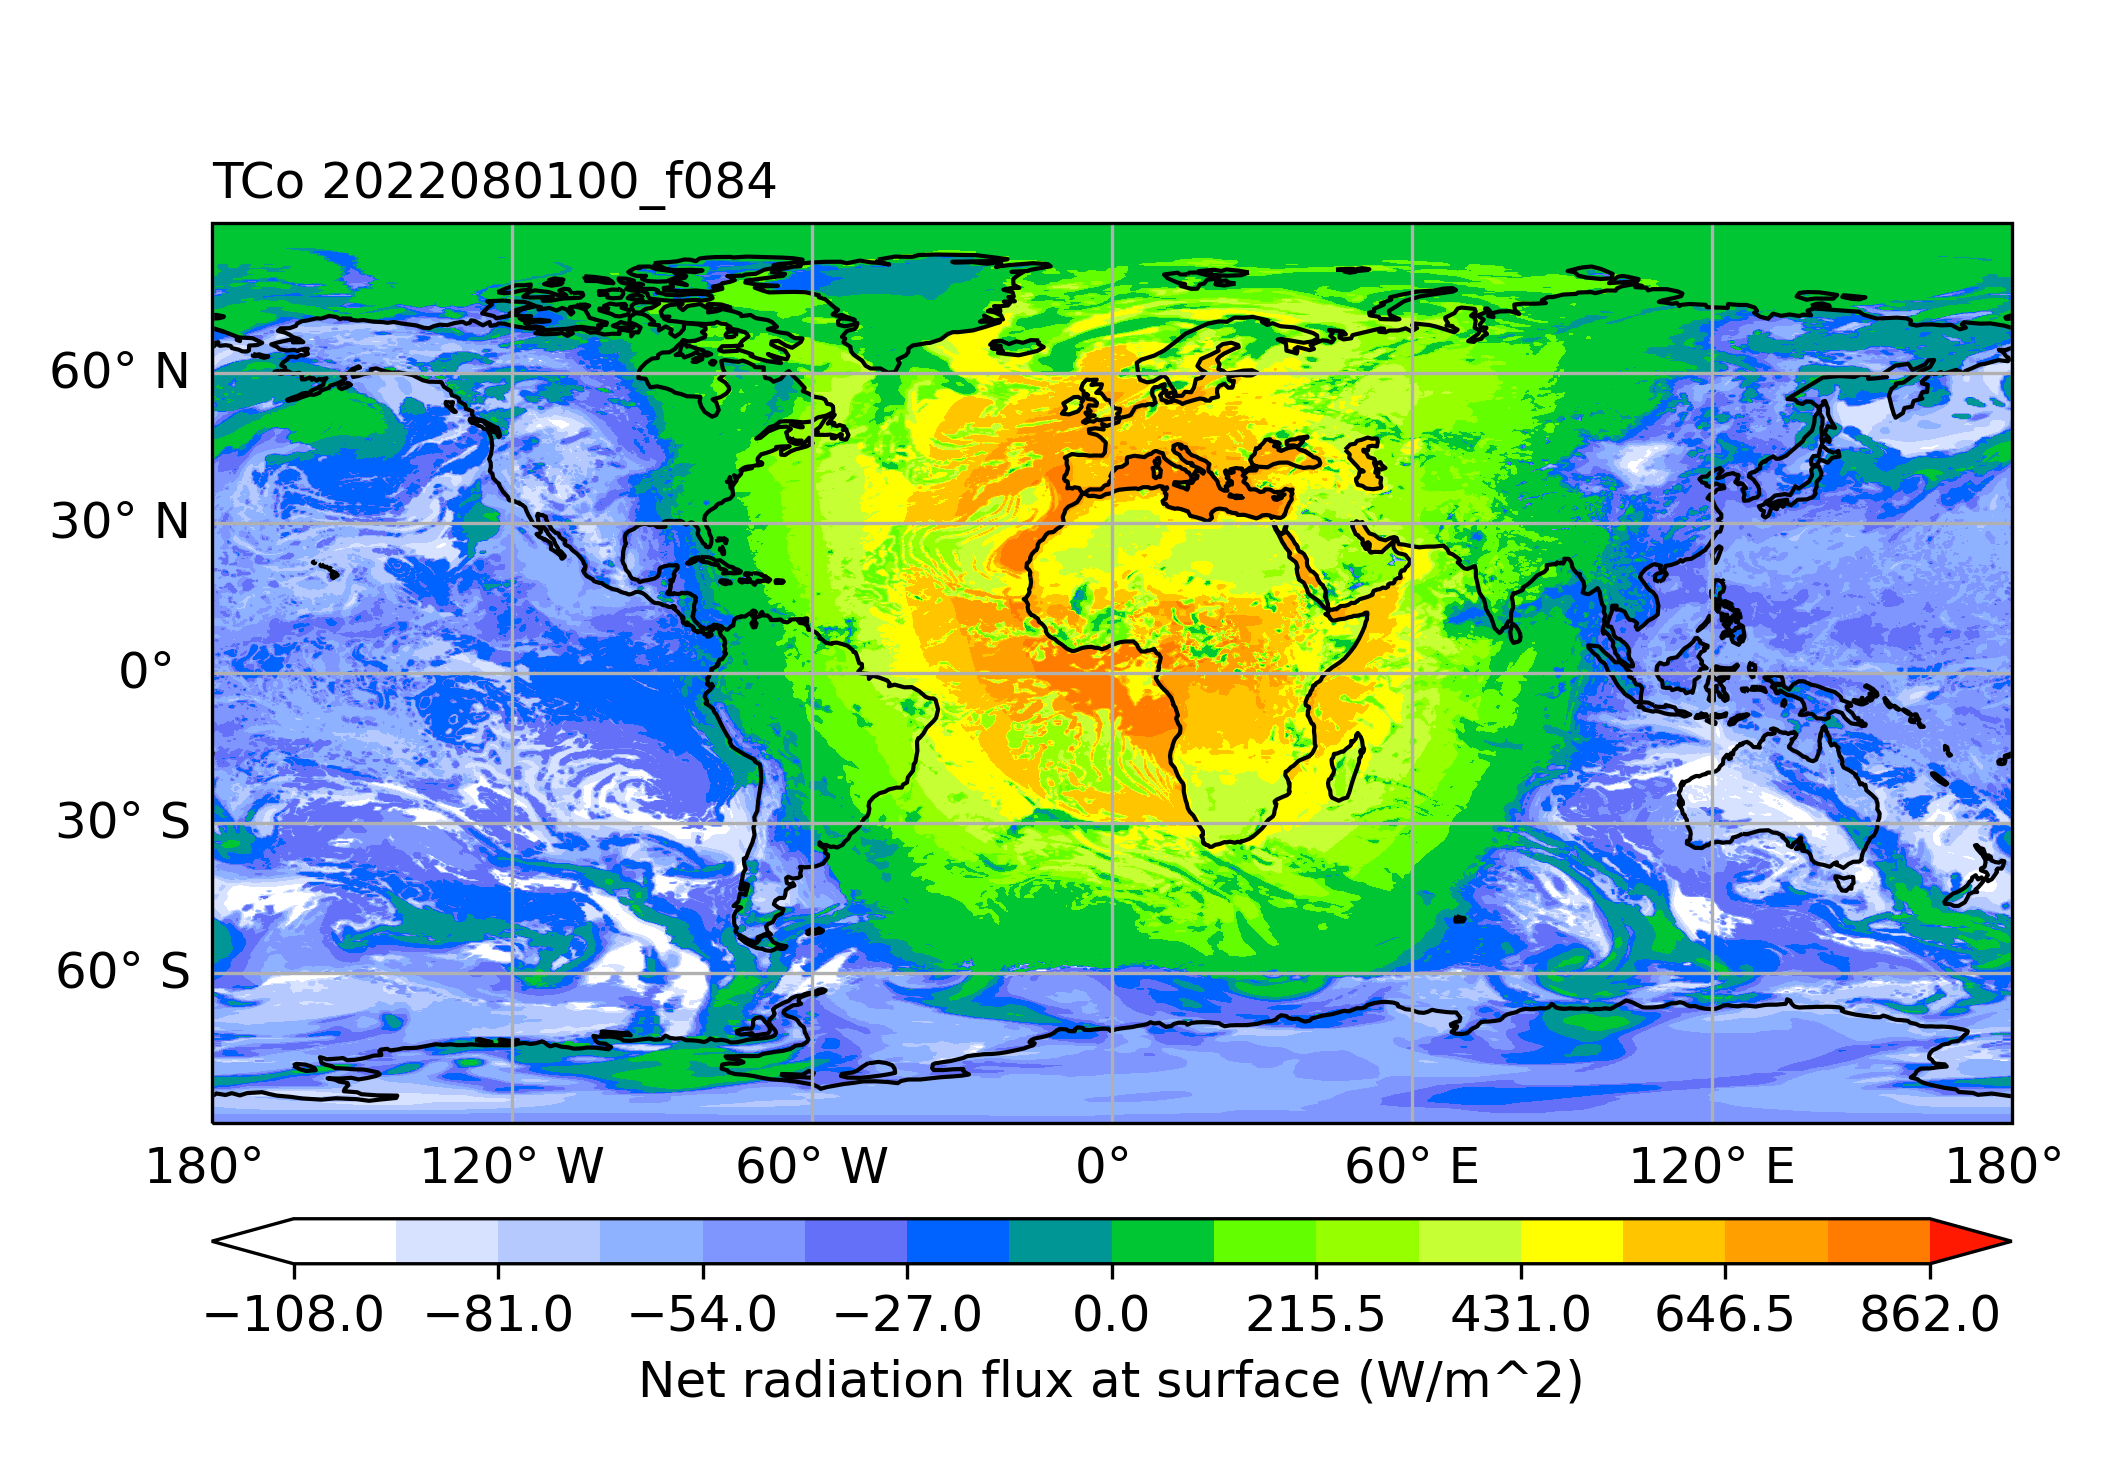 TCo 2022080100_f084
60° N
30° N
0°
30° S
60° S
180° 120° W 60° W 0° 60° E 120° E 180°
−108.0 −81.0 −54.0 −27.0 0.0 215.5 431.0 646.5 862.0
Net radiation flux at surface (W/m^2)